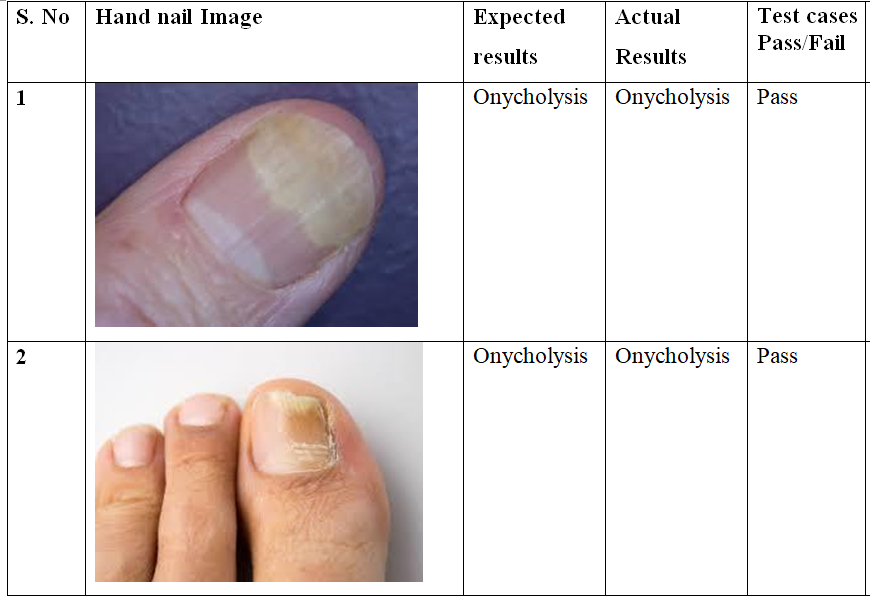 S. No Hand nail Image Expected results Actual Results Test cases Pass/Fail
1 Onycholysis Onycholysis Pass
2 Onycholysis Onycholysis Pass